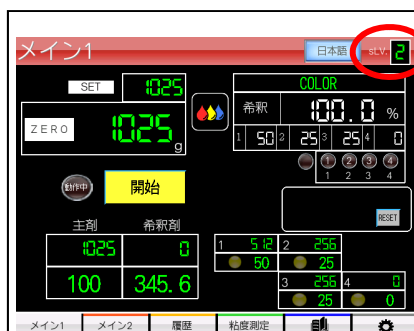 メイン1 日本語 sLV. 2
SET 1025 COLOR
ZERO 1025 g
希釈 100.0 %
1 50 2 25 3 25 4 0
1 2 3 4
1 2 3 4
動作中 開始
RESET
主剤 希釈剤
1025 0
100 345.6
1 512 2 256
50 25
3 256 4 0
25 0
メイン1 メイン2 履歴 粘度測定